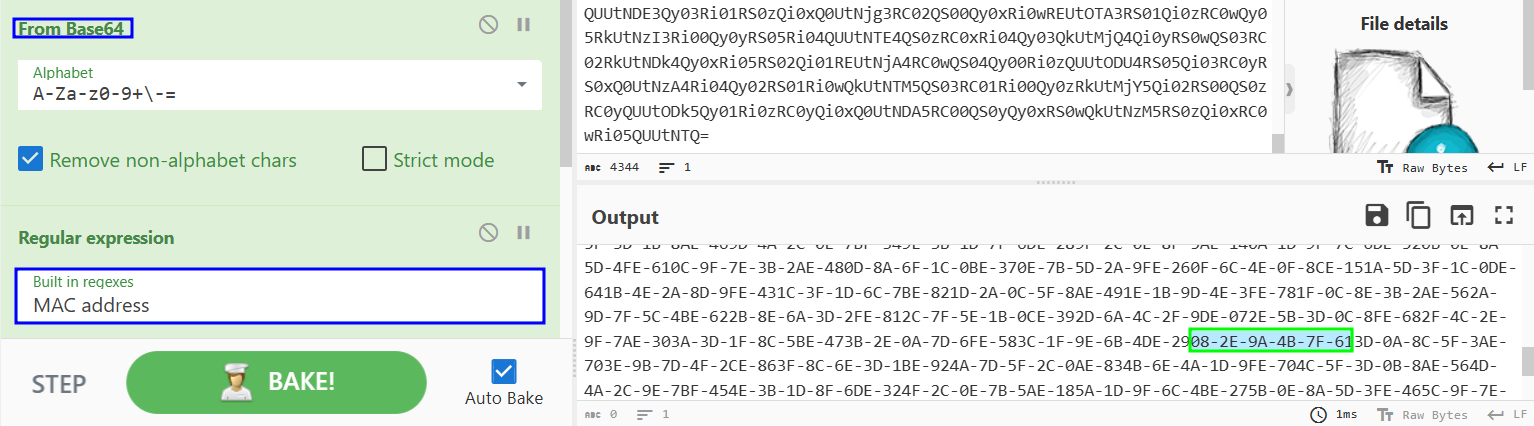 From Base64
Alphabet
A-Za-z0-9+\-=
Remove non-alphabet chars
Strict mode
Regular expression
Built in regexes
MAC address
STEP
BAKE!
Auto Bake
QUUtNDE3Qy03Ri01RS0zQi0xQ0UtNjg3RC02QS00Qy0xRi0wREUtOTA3RS01Qi0zRC0wQy0
5RkUtNzI3Ri00Qy0yRS05Ri04QUUtNTE4QS0zRC0xRi04Qy03QkUtMjQ4Qi0yRS0wQS03RC
02RkUtNDk4Qy0xRi05RS02Qi01REUtNjA4RC0wQS04Qy00Ri0zQUUtODU4RS05Qi03RC0yR
S0xQ0UtNzA4Ri04Qy02RS01Ri0wQkUtNTM5QS03RC01Ri00Qy0zRkUtMjY5Qi02RS00QS0z
RC0yQUUtODk5Qy01Ri0zRC0yQi0xQ0UtNDA5RC00QS0yQy0xRS0wQkUtNzM5RS0zQi0xRC0
wRi05QUUtNTQ=
ABC 4344 1
Raw Bytes LF
File details
Output
5D-4FE-610C-9F-7E-3B-2AE-480D-8A-6F-1C-0BE-370E-7B-5D-2A-9FE-260F-6C-4E-0F-8CE-151A-5D-3F-1C-0DE-
641B-4E-2A-8D-9FE-431C-3F-1D-6C-7BE-821D-2A-0C-5F-8AE-491E-1B-9D-4E-3FE-781F-0C-8E-3B-2AE-562A-
9D-7F-5C-4BE-622B-8E-6A-3D-2FE-812C-7F-5E-1B-0CE-392D-6A-4C-2F-9DE-072E-5B-3D-0C-8FE-682F-4C-2E-
9F-7AE-303A-3D-1F-8C-5BE-473B-2E-0A-7D-6FE-583C-1F-9E-6B-4DE-2908-2E-9A-4B-7F-613D-0A-8C-5F-3AE-
703E-9B-7D-4F-2CE-863F-8C-6E-3D-1BE-924A-7D-5F-2C-0AE-834B-6E-4A-1D-9FE-704C-5F-3D-0B-8AE-564D-
4A-2C-9E-7BF-454E-3B-1D-8F-6DE-324F-2C-0E-7B-5AE-185A-1D-9F-6C-4BE-275B-0E-8A-5D-3FE-465C-9F-7E-
ABC 0 1
1ms Raw Bytes LF